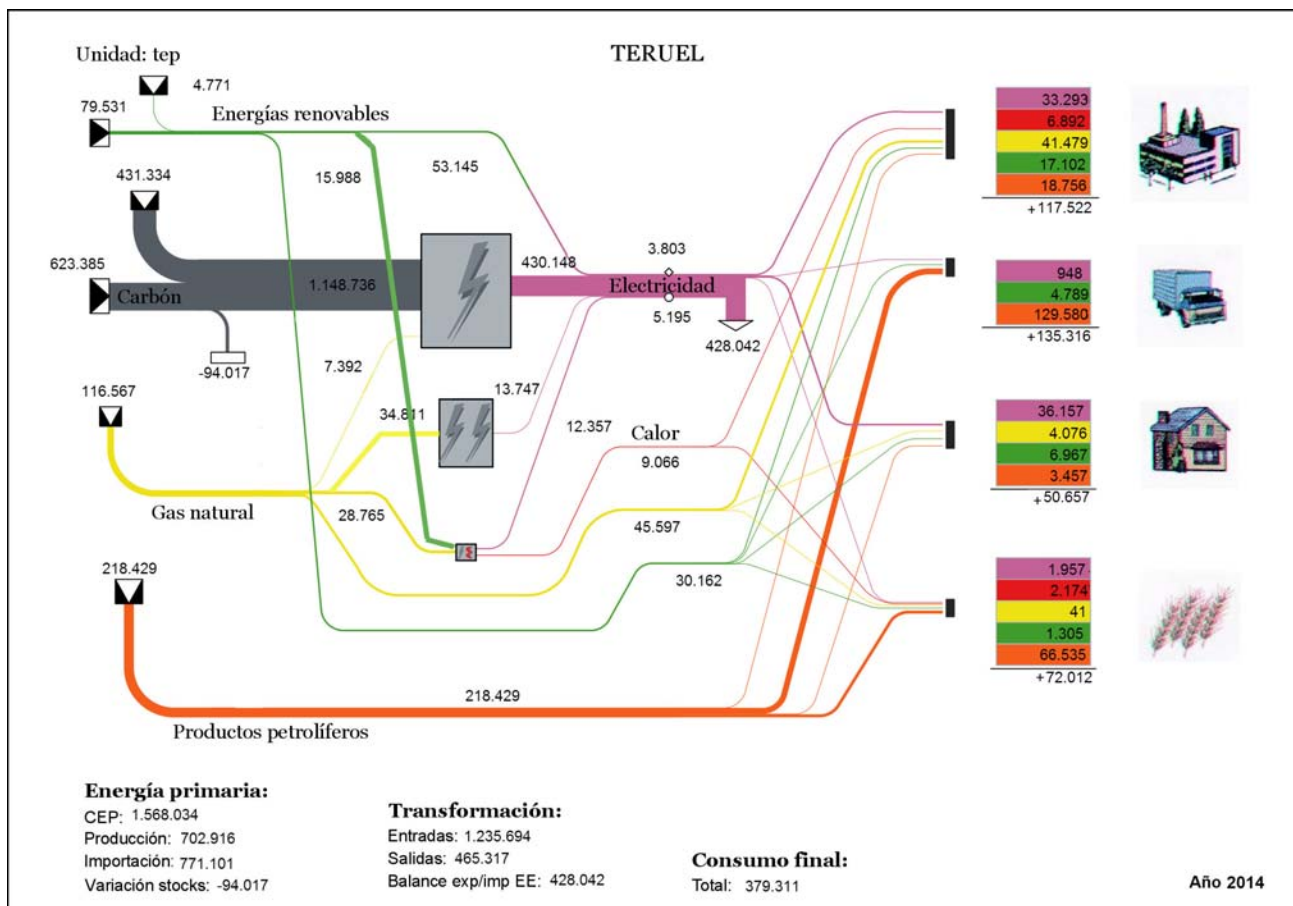 Unidad: tep
TERUEL
4.771
79.531
Energías renovables
15.988
53.145
431.334
623.385
Carbón
1.148.736
430.148
3.803
Electricidad
5.195
428.042
-94.017
7.392
116.567
34.811
13.747
12.357
Calor
9.066
Gas natural
28.765
45.597
30.162
218.429
218.429
Productos petrolíferos
33.293
6.892
41.479
17.102
18.756
+117.522
948
4.789
129.580
+135.316
36.157
4.076
6.967
3.457
+50.657
1.957
2.174
41
1.305
66.535
+72.012
Energía primaria:
CEP: 1.568.034
Producción: 702.916
Importación: 771.101
Variación stocks: -94.017
Transformación:
Entradas: 1.235.694
Salidas: 465.317
Balance exp/imp EE: 428.042
Consumo final:
Total: 379.311
Año 2014